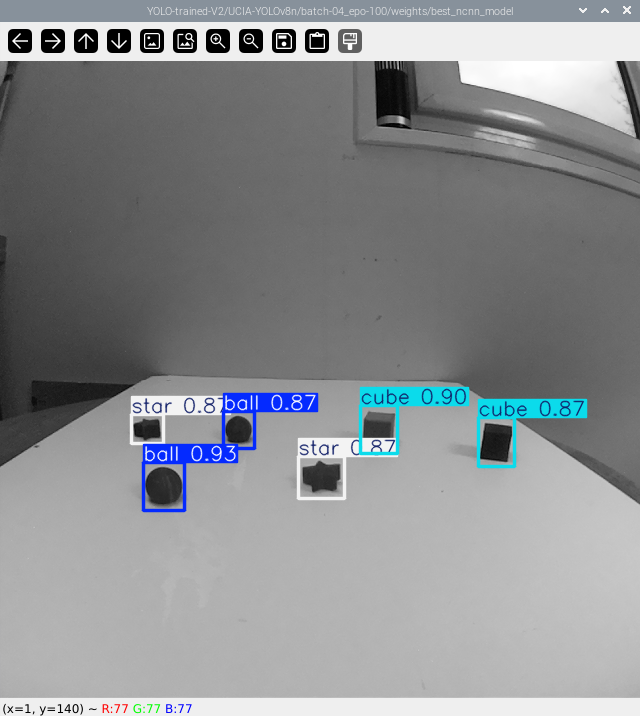 YOLO-trained-V2/UCIA-YOLOv8n/batch-04_epo-100/weights/best_ncnn_model
cube 0.90
star 0.87
ball 0.87
cube 0.87
ball 0.93
star 0.87
(x=1, y=140) ~ R:77 G:77 B:77